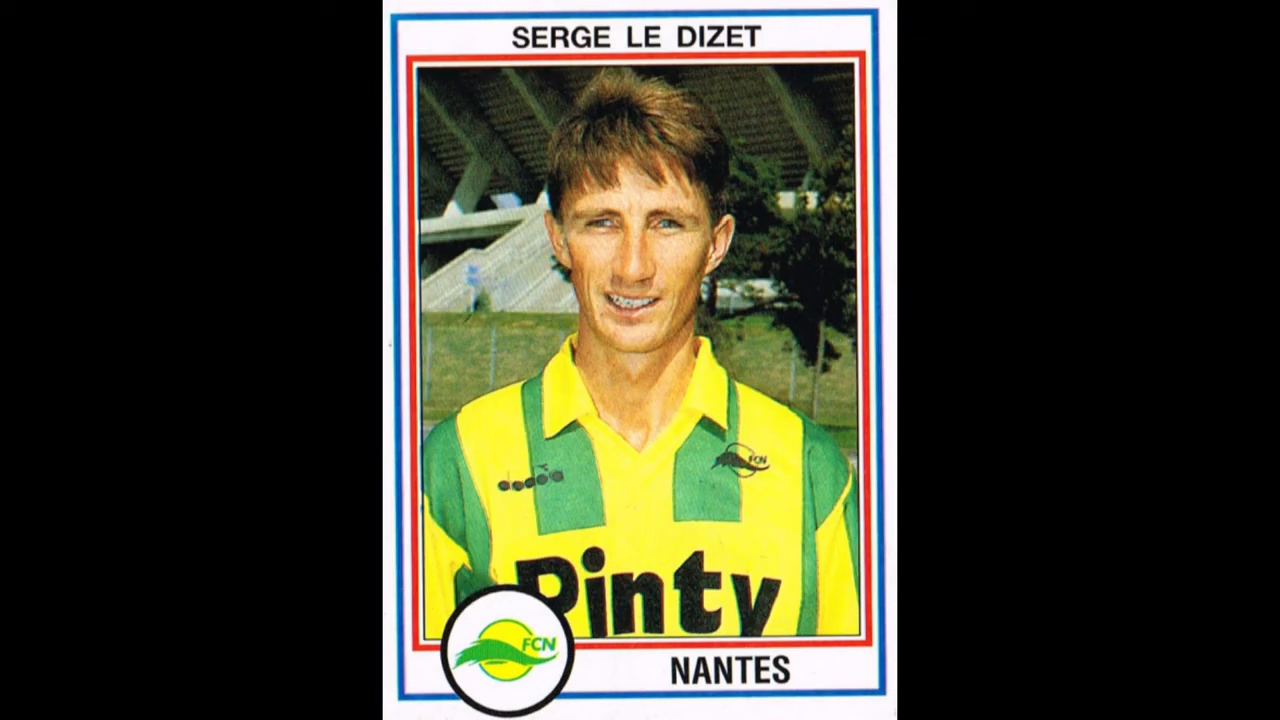 SERGE LE DIZET
FCN
diadora
Pinty
FCN
NANTES